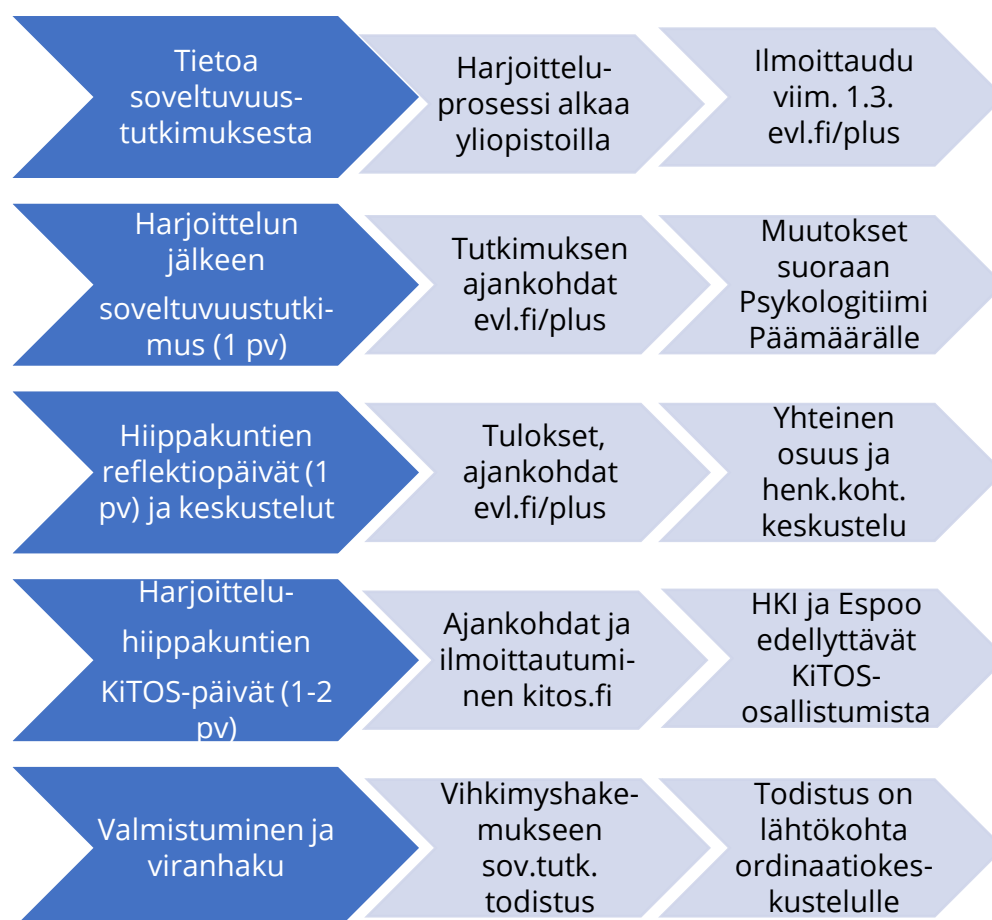 Tietoa
soveltuvuus-
tutkimuksesta
Harjoittelu-
prosessi alkaa
yliopistoilla
Ilmoittaudu
viim. 1.3.
evl.fi/plus
Harjoittelun
jälkeen
soveltuvuustutki-
mus (1 pv)
Tutkimuksen
ajankohdat
evl.fi/plus
Muutokset
suoraan
Psykologitiimi
Päämäärälle
Hiippakuntien
reflektiopäivät (1
pv) ja keskustelut
Tulokset,
ajankohdat
evl.fi/plus
Yhteinen
osuus ja
henk.koht.
keskustelu
Harjoittelu-
hiippakuntien
KiTOS-päivät (1-2
pv)
Ajankohdat ja
ilmoittautumi-
nen kitos.fi
HKI ja Espoo
edellyttävät
KiTOS-
osallistumista
Valmistuminen ja
viranhaku
Vihkimyshake-
mukseen
sov.tutk.
todistus
Todistus on
lähtökohta
ordinaatiokes-
kustelulle